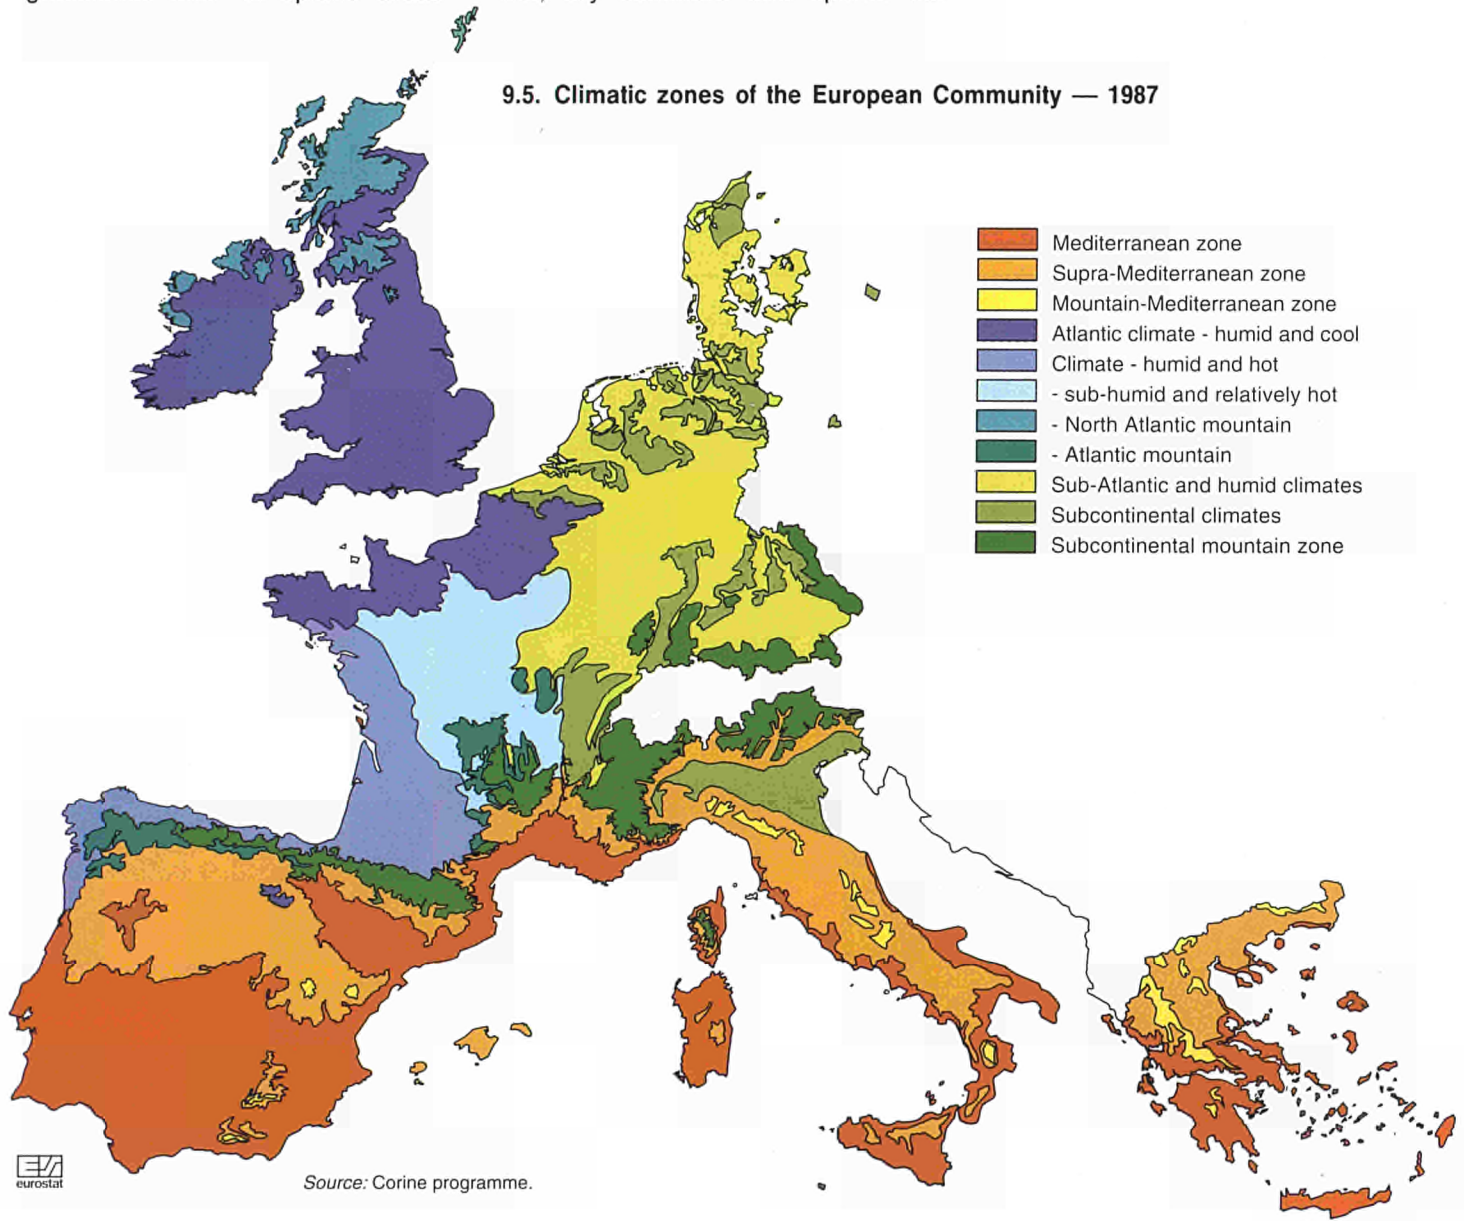 9.5. Climatic zones of the European Community — 1987
Mediterranean zone
Supra-Mediterranean zone
Mountain-Mediterranean zone
Atlantic climate - humid and cool
Climate - humid and hot
- sub-humid and relatively hot
- North Atlantic mountain
- Atlantic mountain
Sub-Atlantic and humid climates
Subcontinental climates
Subcontinental mountain zone
eurostat
Source: Corine programme.